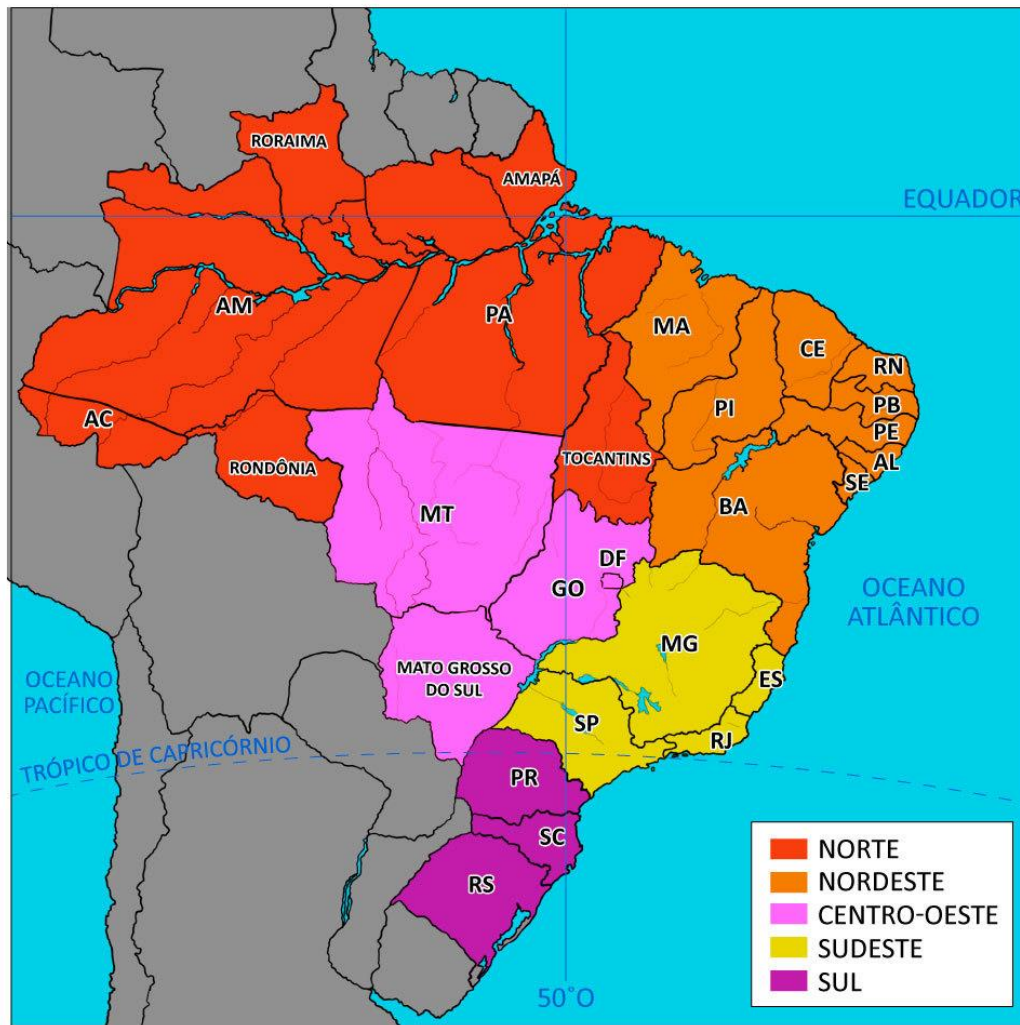 RORAIMA
AMAPÁ
EQUADOR
AM
PA
MA
CE
RN
PI
PB
PE
AC
AL
RONDÔNIA
TOCANTINS
SE
MT
BA
DF
GO
OCEANO
ATLÂNTICO
MG
MATO GROSSO
DO SUL
ES
OCEANO
PACÍFICO
SP
RJ
TRÓPICO DE CAPRICÓRNIO
PR
SC
RS
50°O
NORTE
NORDESTE
CENTRO-OESTE
SUDESTE
SUL